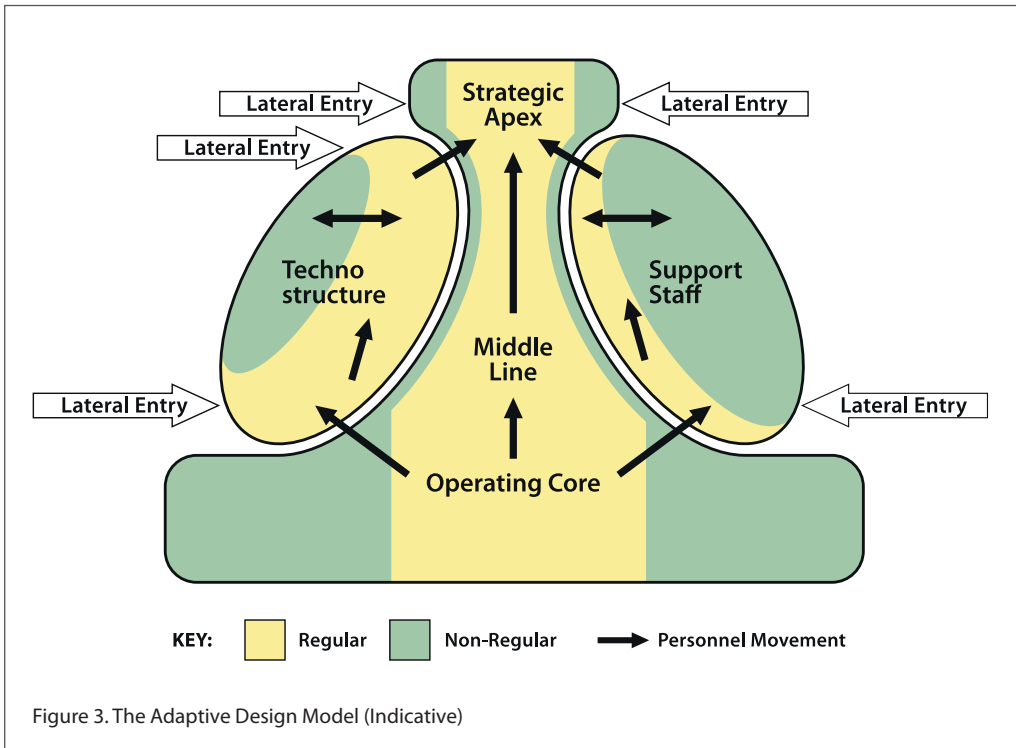 Lateral Entry
Strategic
Apex
Lateral Entry
Lateral Entry
Techno
structure
Support
Staff
Middle
Line
Lateral Entry
Lateral Entry
Operating Core
KEY:
Regular
Non-Regular
Personnel Movement
Figure 3. The Adaptive Design Model (Indicative)